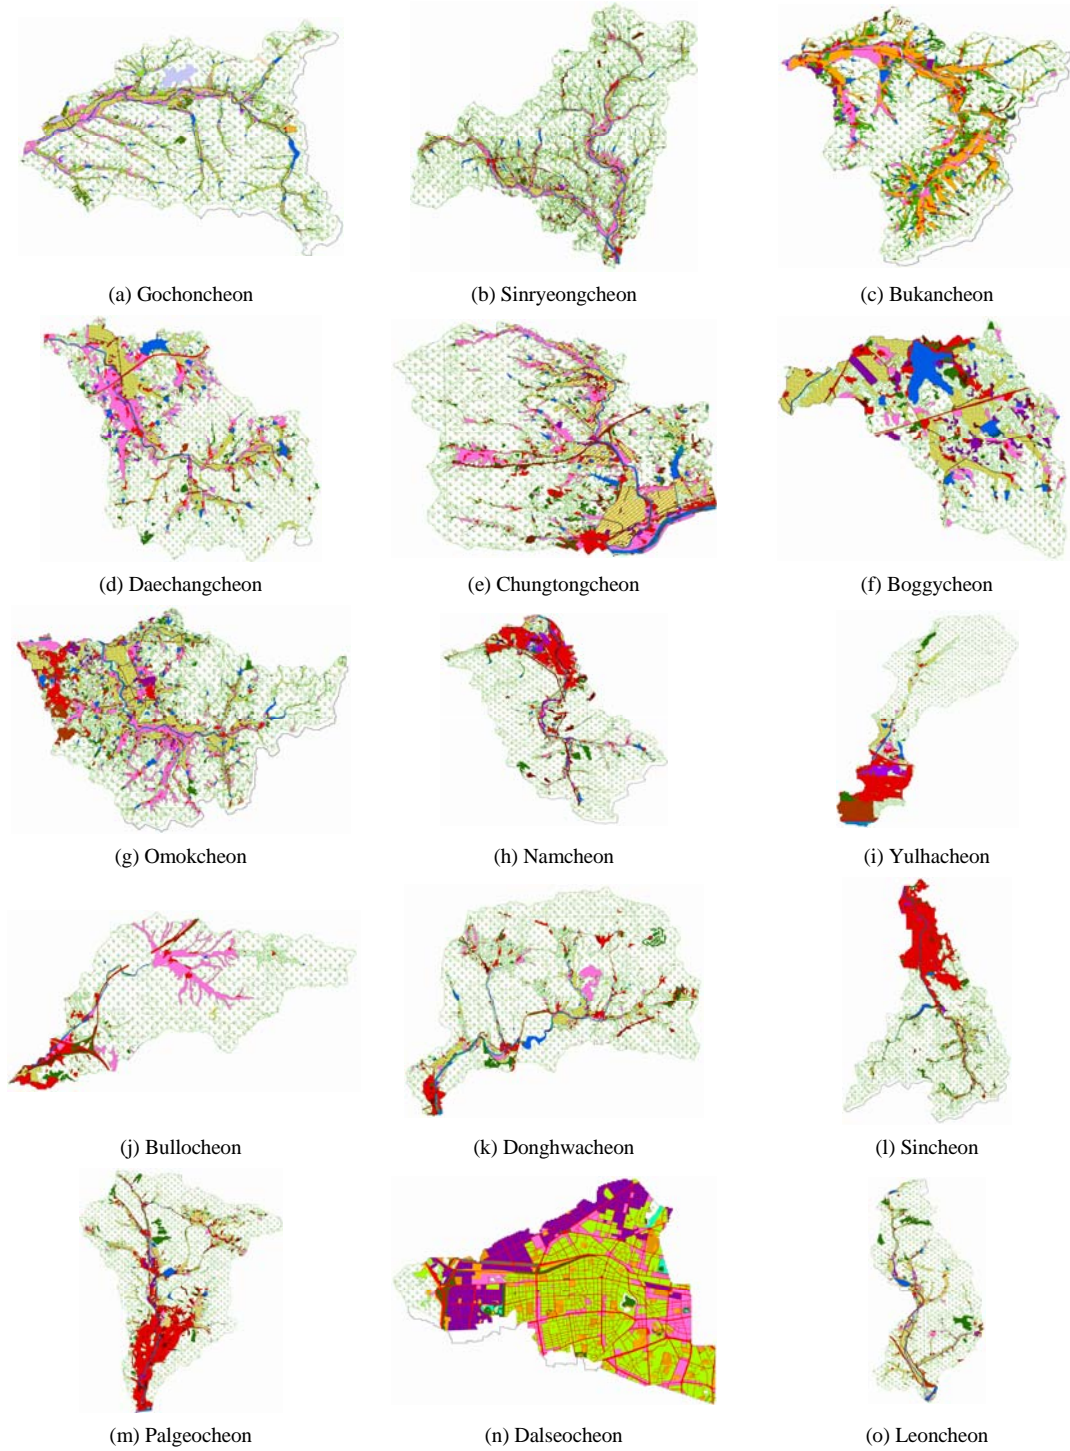 (a) Gochoncheon
(b) Sinryeongcheon
(c) Bukancheon
(d) Daechangcheon
(e) Chungtongcheon
(f) Boggycheon
(g) Omokcheon
(h) Namcheon
(i) Yulhacheon
(j) Bullocheon
(k) Donghwacheon
(l) Sincheon
(m) Palgeocheon
(n) Dalseocheon
(o) Leoncheon